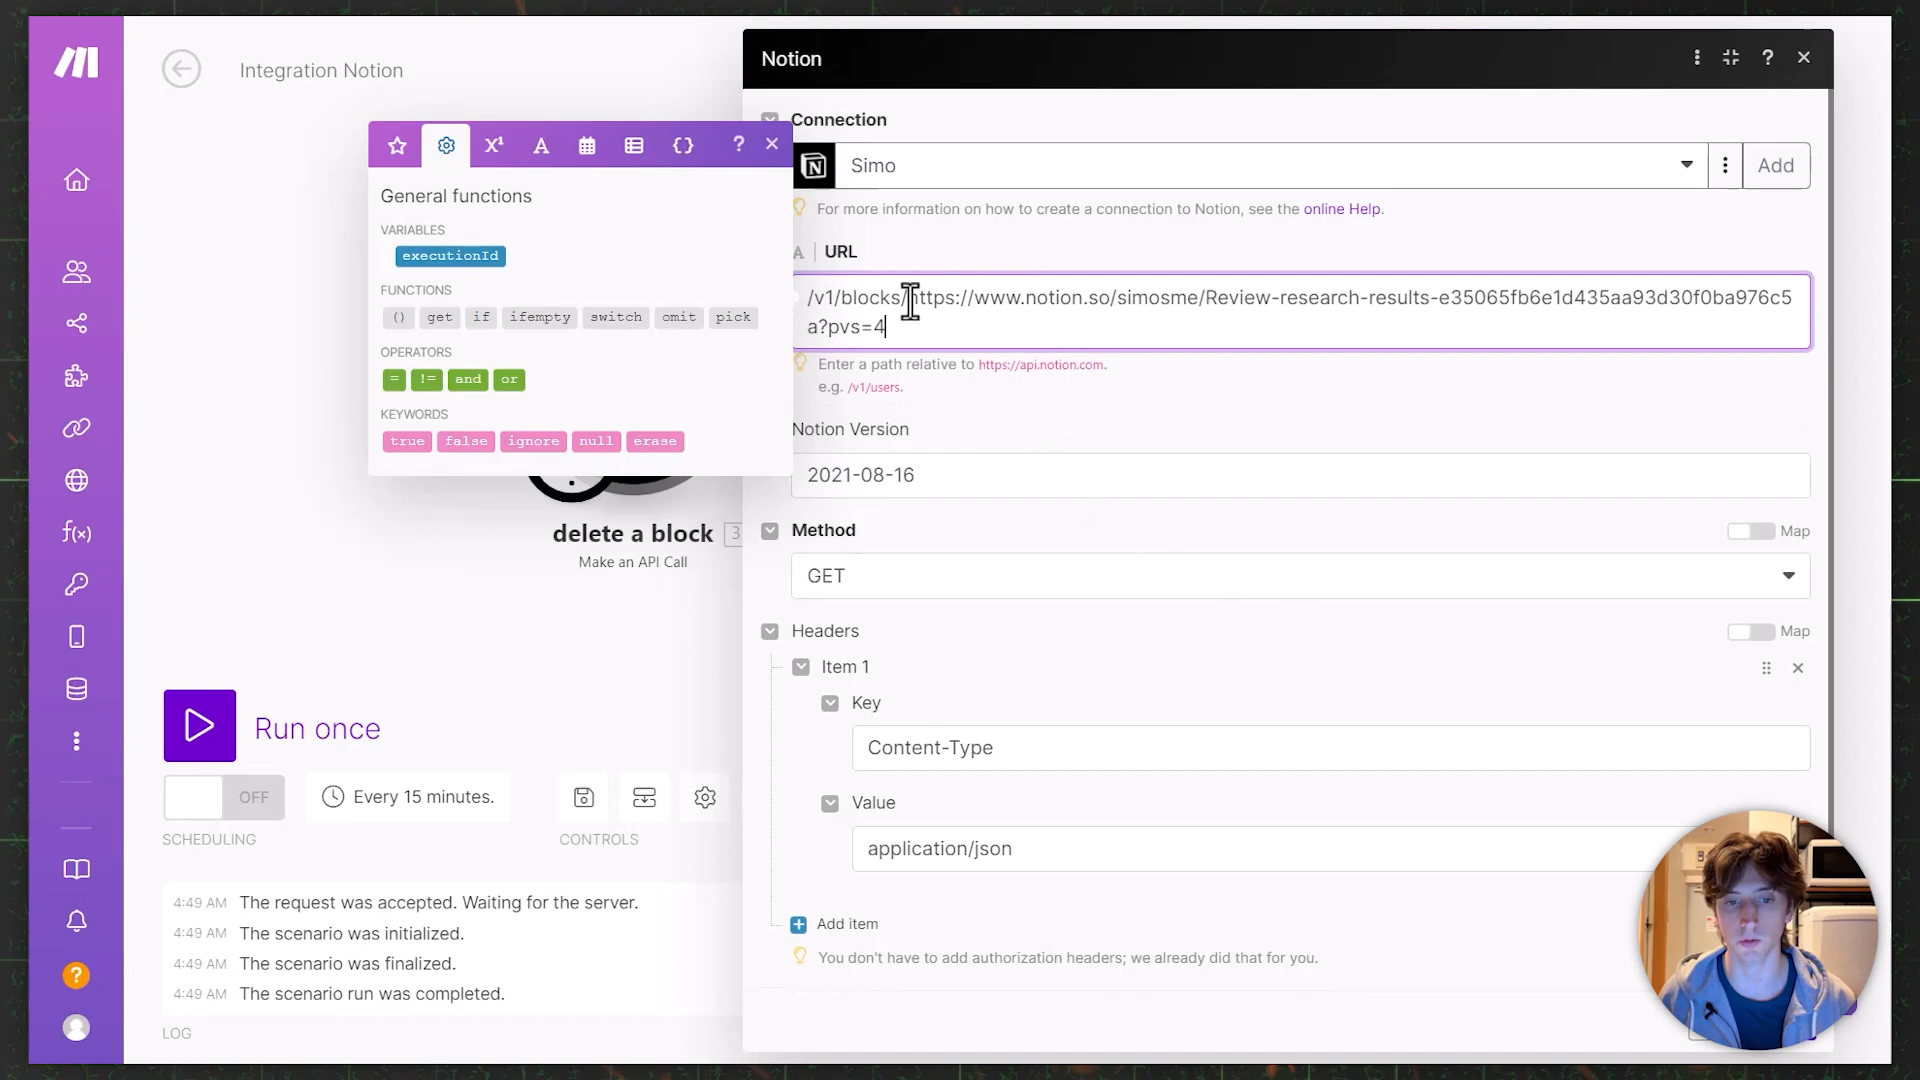 Integration Notion
Notion
Connection
Simo
Add
For more information on how to create a connection to Notion, see the online Help.
A | URL
/v1/blocks/https://www.notion.so/simosme/Review-research-results-e35065fb6e1d435aa93d30f0ba976c5
a?pvs=4
Enter a path relative to https://api.notion.com.
e.g. /v1/users.
Notion Version
2021-08-16
Method
Map
GET
Headers
Map
Item 1
Key
Content-Type
Value
application/json
Add item
You don't have to add authorization headers; we already did that for you.
X¹ A {} ?
General functions
VARIABLES
executionId
FUNCTIONS
() get if ifempty switch omit pick
OPERATORS
= != and or
KEYWORDS
true false ignore null erase
delete a block 3
Make an API Call
Run once
OFF
Every 15 minutes.
SCHEDULING
CONTROLS
4:49 AM The request was accepted. Waiting for the server.
4:49 AM The scenario was initialized.
4:49 AM The scenario was finalized.
4:49 AM The scenario run was completed.
LOG
f(x)
?